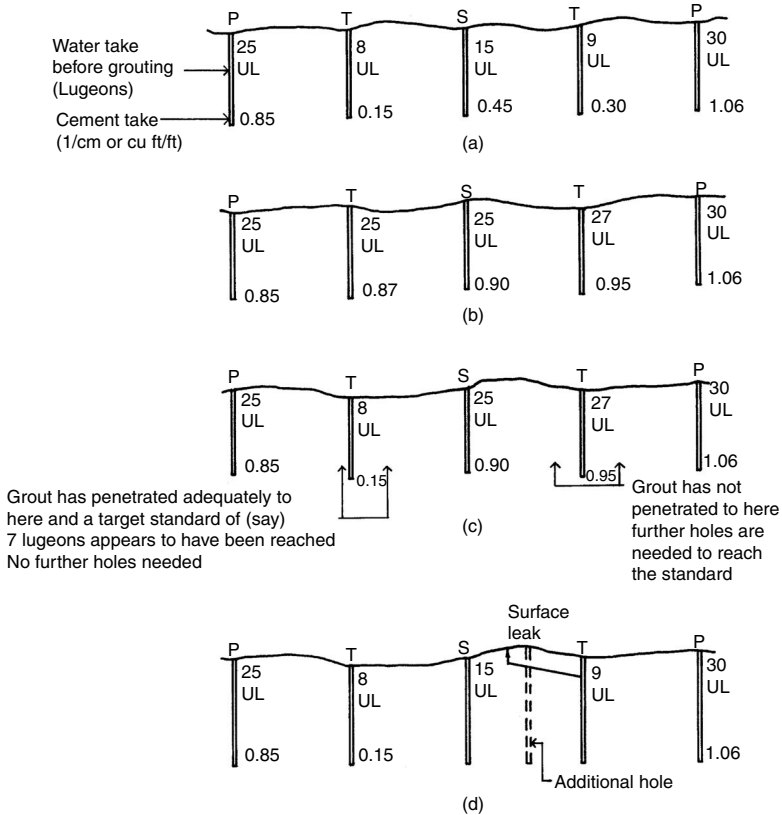 P T S T P
Water take
before grouting
(Lugeons)
25 8 15 9 30
UL UL UL UL UL
Cement take
(1/cm or cu ft/ft)
0.85 0.15 0.45 0.30 1.06
(a)
P T S T P
25 25 25 27 30
UL UL UL UL UL
0.85 0.87 0.90 0.95 1.06
(b)
P T S T P
25 8 25 27 30
UL UL UL UL UL
0.85 0.15 0.90 0.95 1.06
Grout has penetrated adequately to
here and a target standard of (say)
7 lugeons appears to have been reached
No further holes needed
(c)
Grout has not
penetrated to here
further holes are
needed to reach
the standard
Surface
leak
P T S T P
25 8 15 9 30
UL UL UL UL UL
0.85 0.15 1.06
Additional hole
(d)